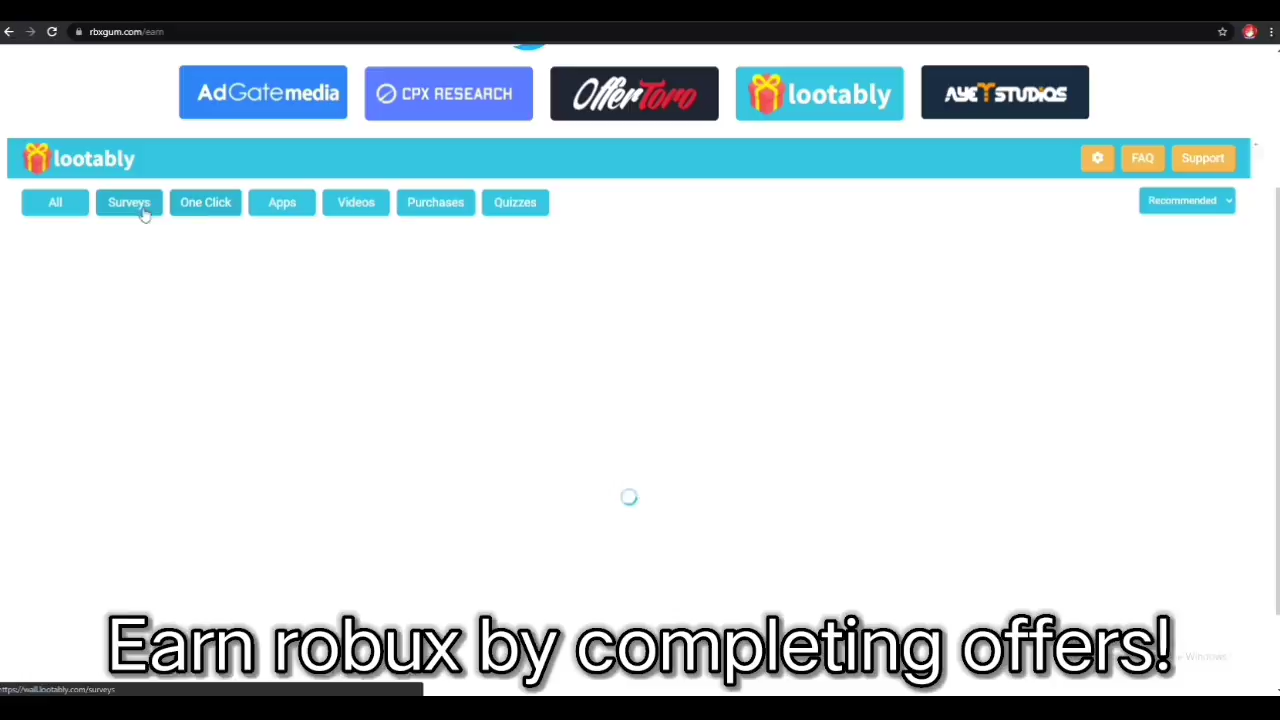 rbxgum.com/earn
AdGatemedia
CPX RESEARCH
OfferToro
lootably
AYET STUDIOS
lootably
FAQ
Support
All
Surveys
One Click
Apps
Videos
Purchases
Quizzes
Recommended
Earn robux by completing offers!
Windows.
https://wall.lootably.com/surveys